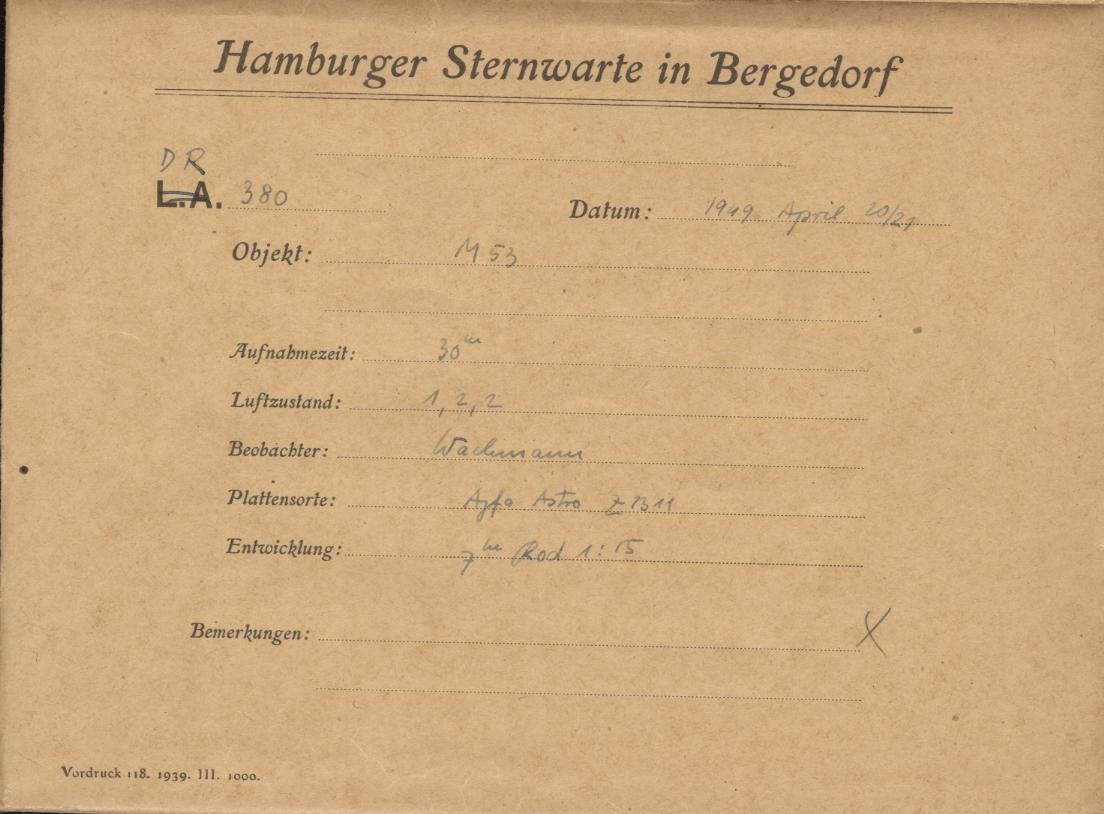 Hamburger Sternwarte in Bergedorf
DR
L.A. 380
Datum: 1949 April 20/21
Objekt: M 53
Aufnahmezeit: 30m
Luftzustand: 1, 2, 2
Beobachter: Wachmann
Plattensorte: Agfa Astro Z 2311
Entwicklung: 7m Rod 1:15
Bemerkungen: X
Vordruck 118. 1939. III. 1000.